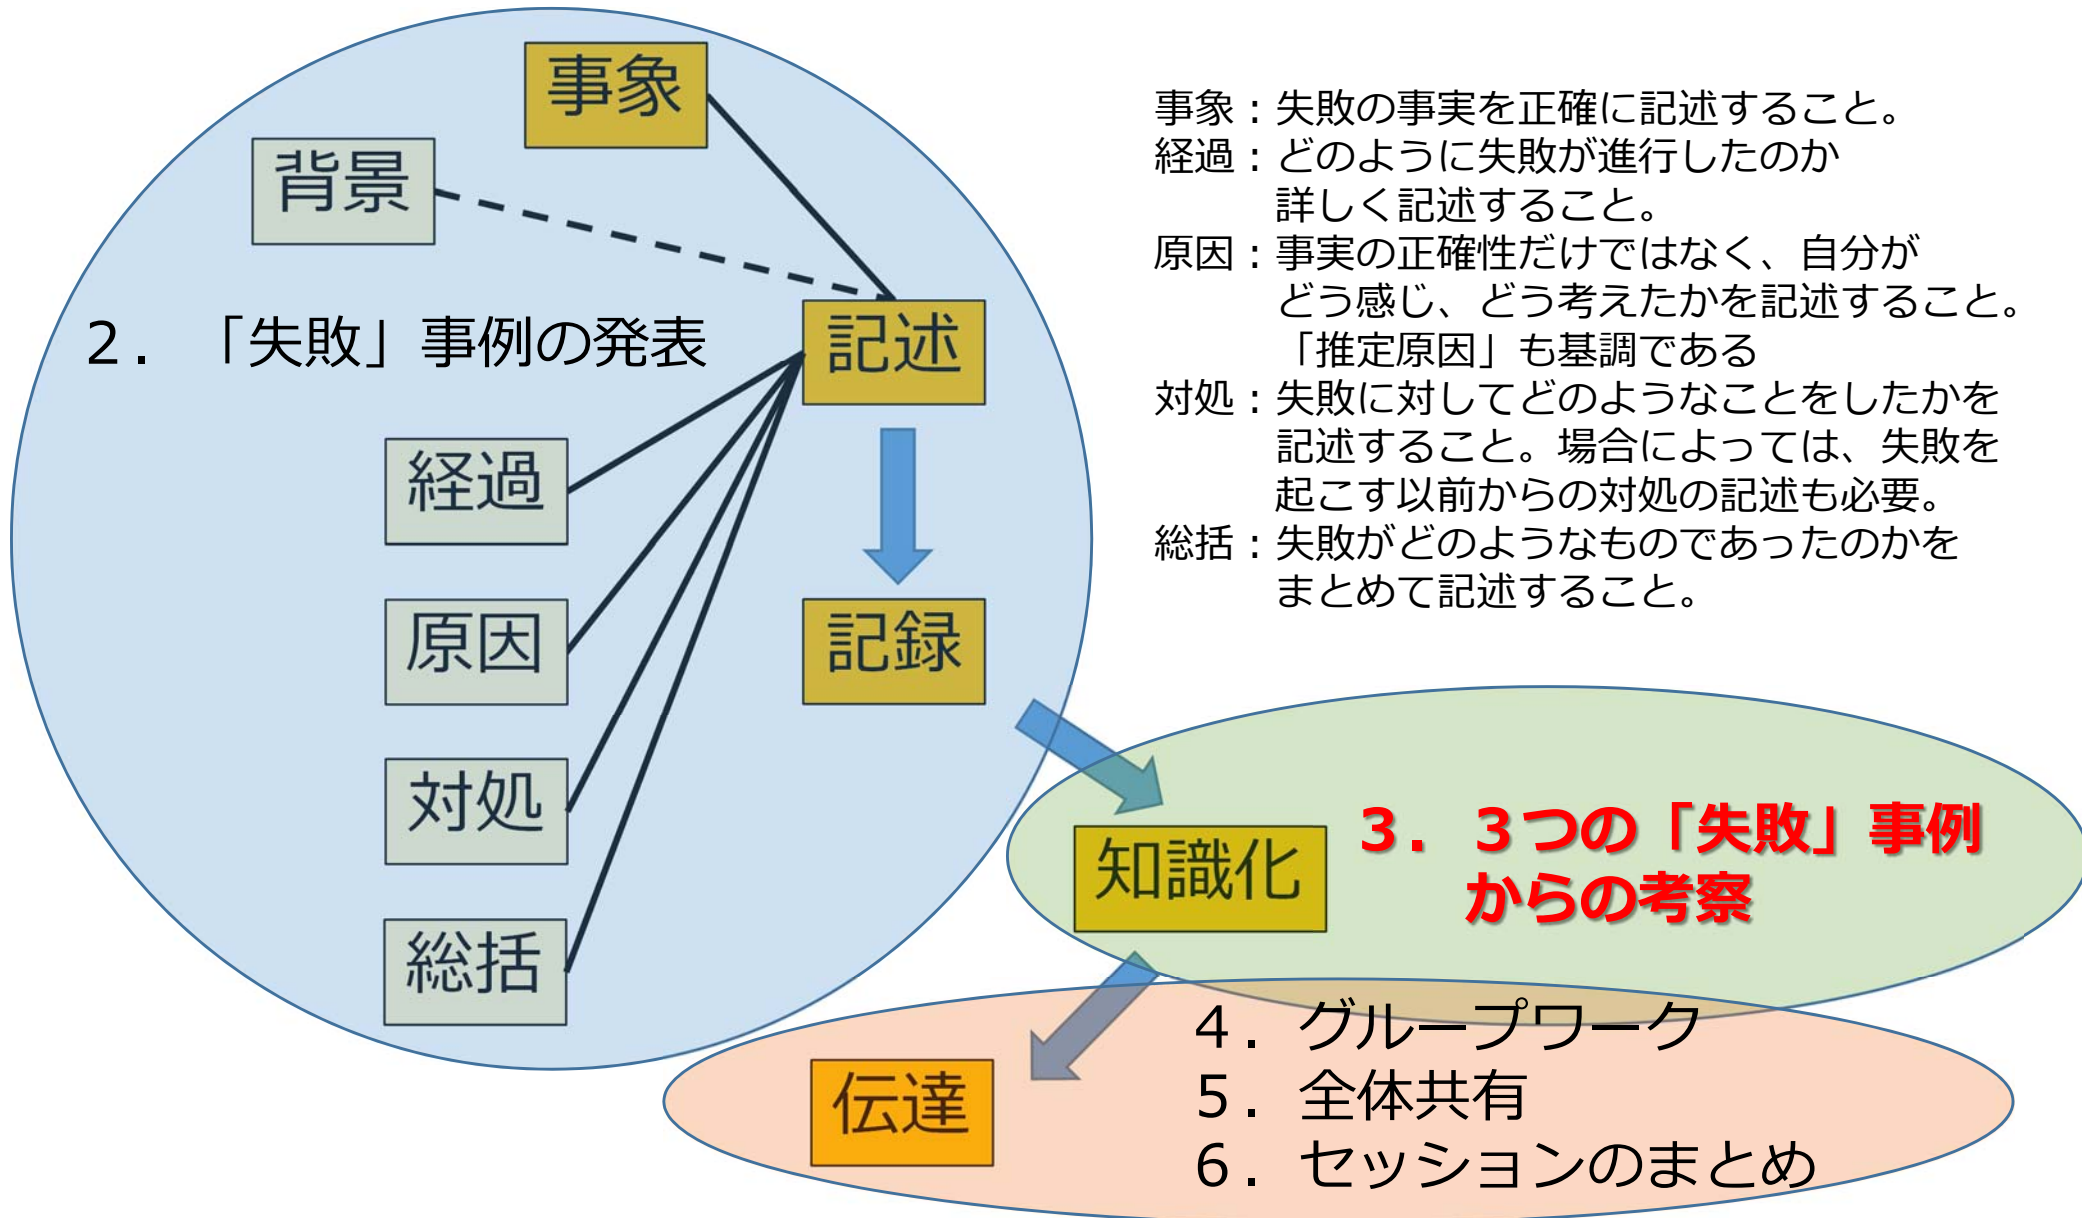 事象
背景
2．「失敗」事例の発表
記述
経過
原因
記録
対処
総括
事象：失敗の事実を正確に記述すること。
経過：どのように失敗が進行したのか
詳しく記述すること。
原因：事実の正確性だけではなく、自分が
どう感じ、どう考えたかを記述すること。
「推定原因」も基調である
対処：失敗に対してどのようなことをしたかを
記述すること。場合によっては、失敗を
起こす以前からの対処の記述も必要。
総括：失敗がどのようなものであったのかを
まとめて記述すること。
知識化
3．３つの「失敗」事例
からの考察
伝達
4．グループワーク
5．全体共有
6．セッションのまとめ